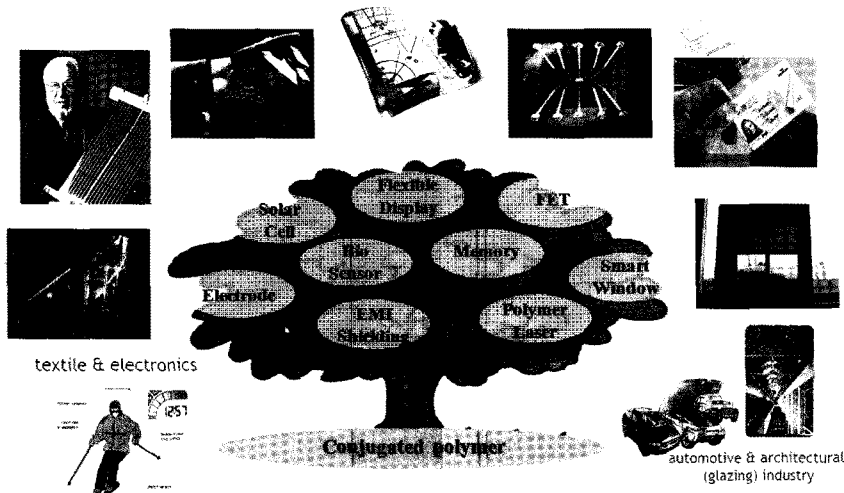 Flexible
Display
FET
Solar
Cell
Bio
Sensor
Memory
Smart
Window
Electrode
EMI
Shielding
Polymer
Laser
textile & electronics
1257
Conjugated polymer
automotive & architectural
(glazing) industry